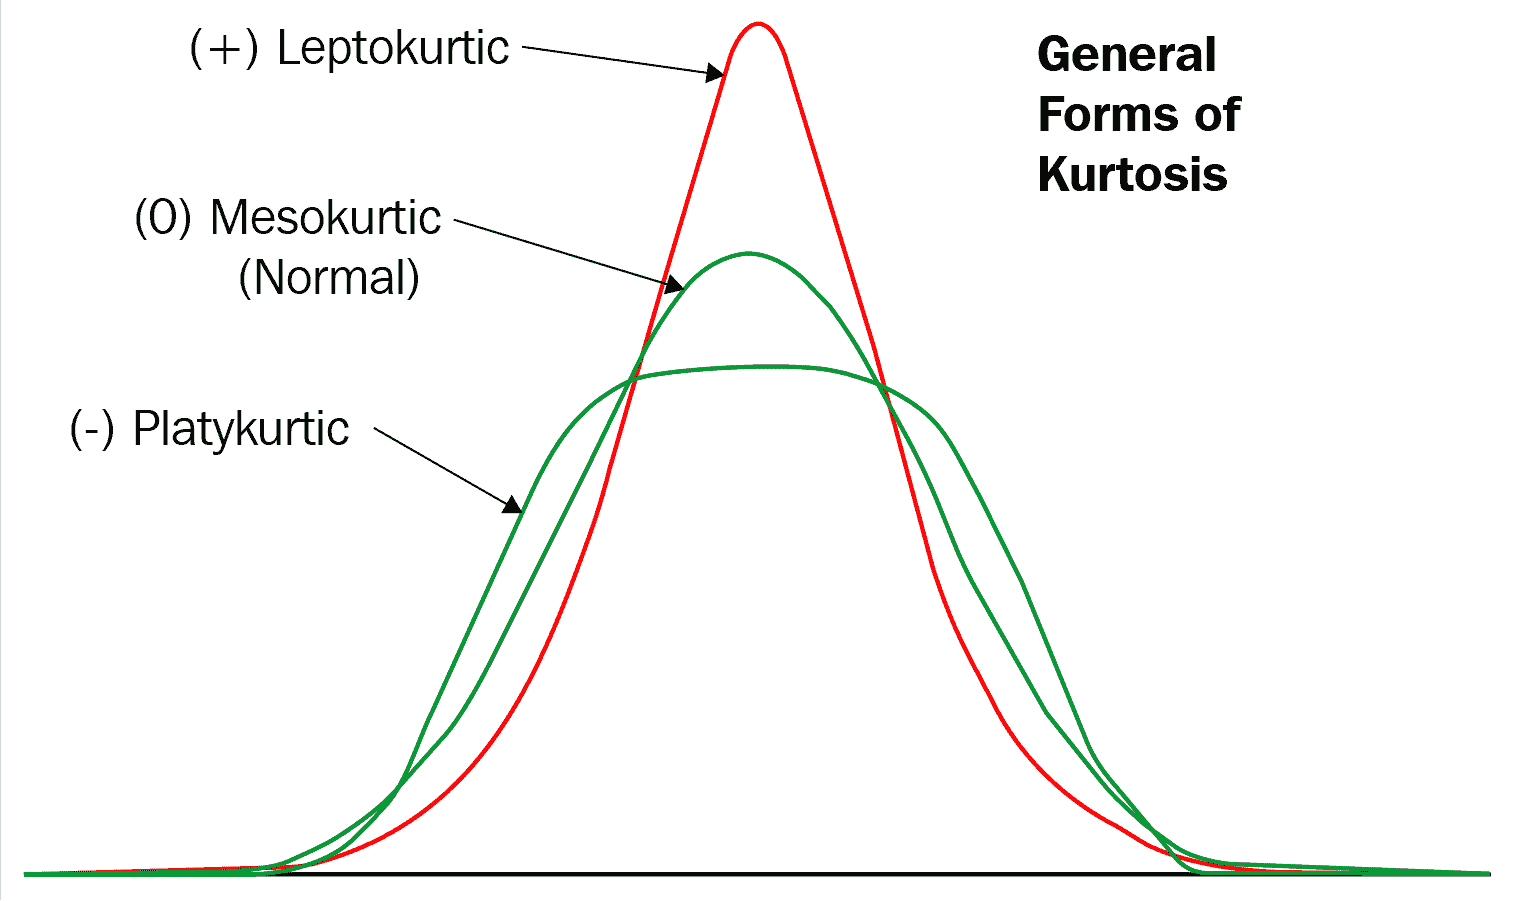 (+) Leptokurtic
General
Forms of
Kurtosis
(0) Mesokurtic
(Normal)
(-) Platykurtic